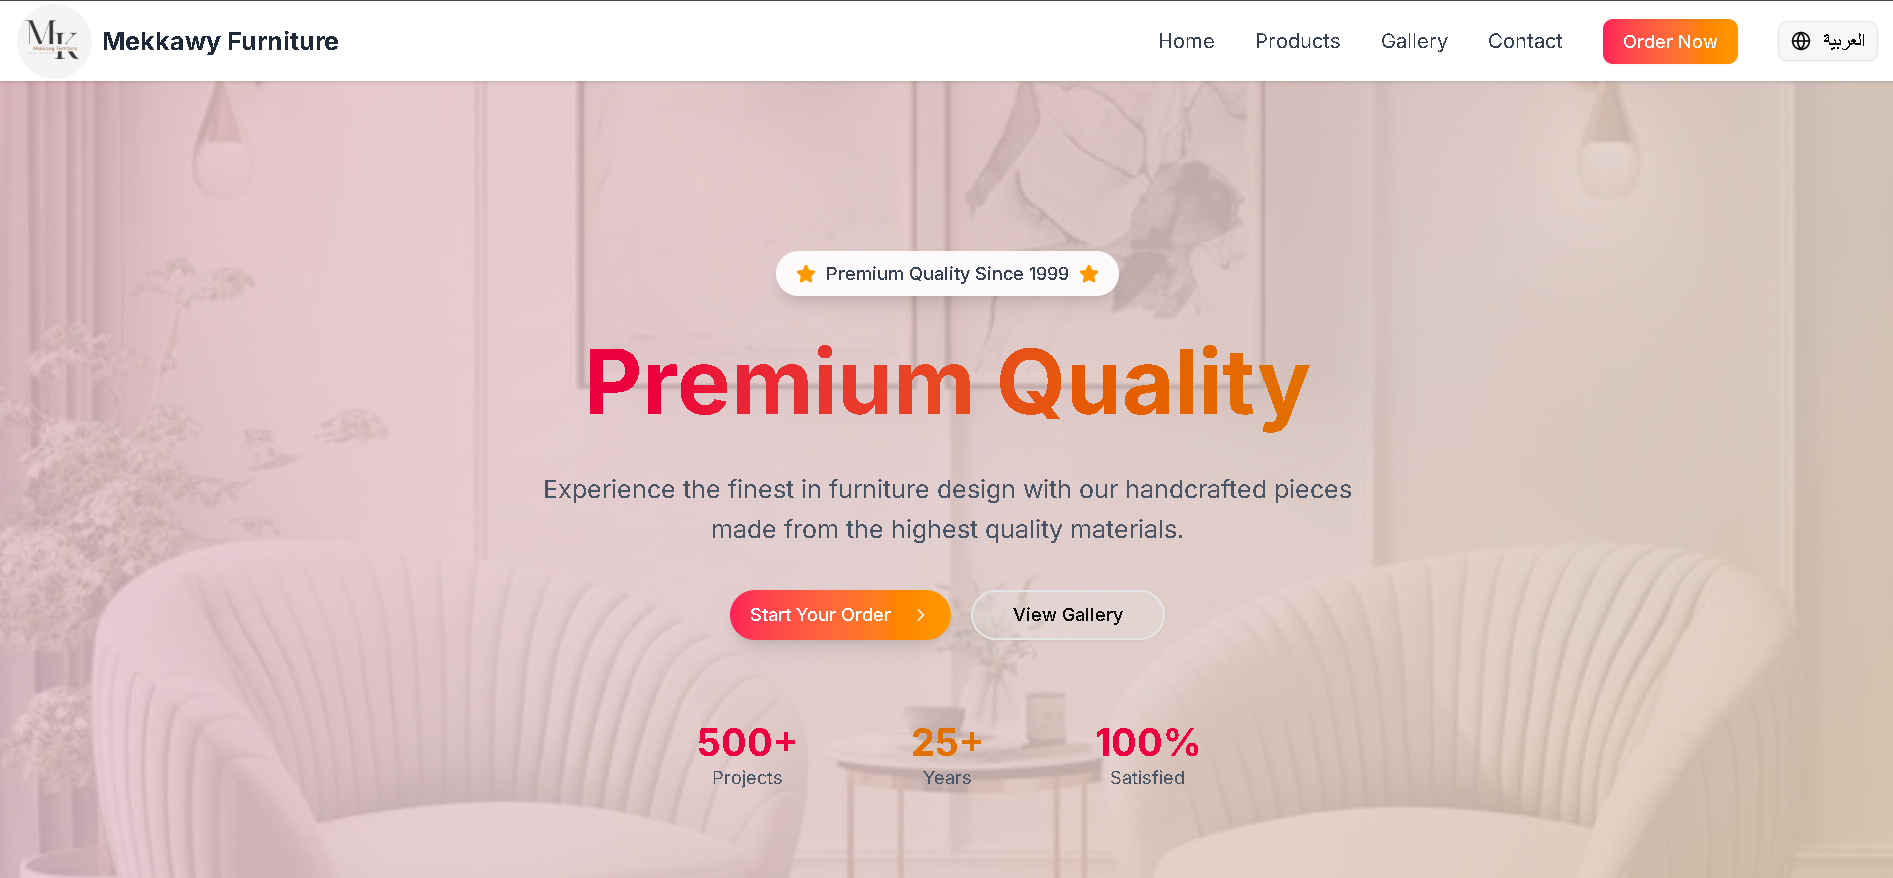 MK
Mekkawy Furniture
Mekkawy Furniture
Home
Products
Gallery
Contact
Order Now
العربية
Premium Quality Since 1999
Premium Quality
Experience the finest in furniture design with our handcrafted pieces
made from the highest quality materials.
Start Your Order
View Gallery
500+
25+
100%
Projects
Years
Satisfied